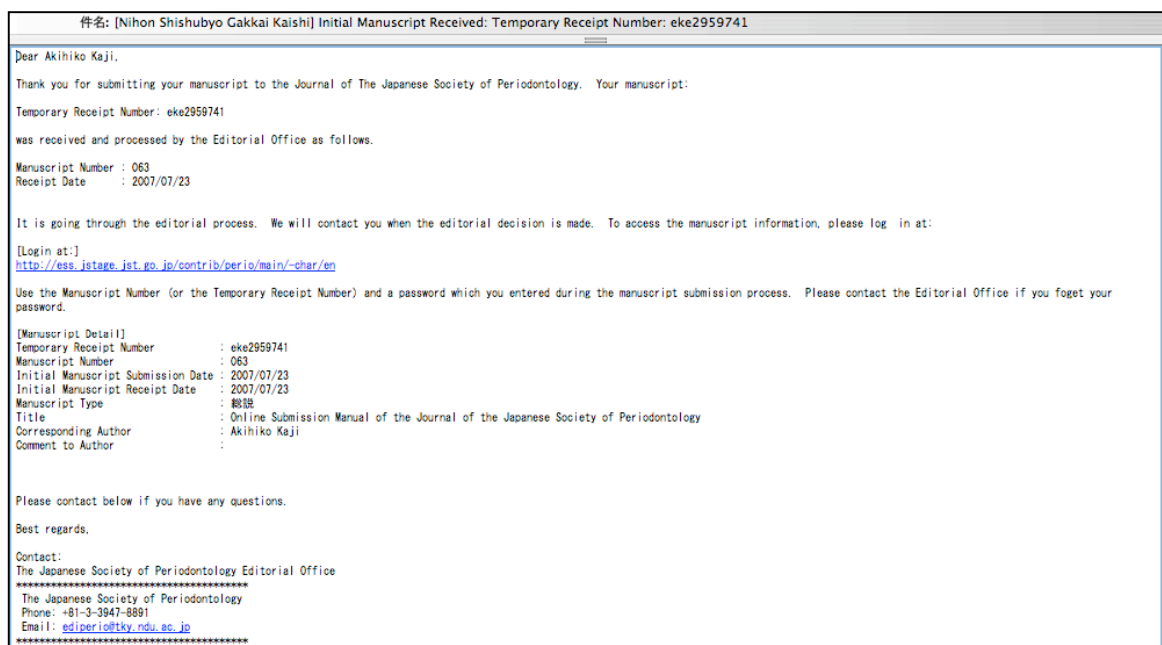 件名: [Nihon Shishubyo Gakkai Kaishi] Initial Manuscript Received: Temporary Receipt Number: eke2959741
Dear Akihiko Kaji,
Thank you for submitting your manuscript to the Journal of The Japanese Society of Periodontology. Your manuscript:
Temporary Receipt Number: eke2959741
was received and processed by the Editorial Office as follows.
Manuscript Number : 063
Receipt Date : 2007/07/23
It is going through the editorial process. We will contact you when the editorial decision is made. To access the manuscript information, please log in at:
[Login at:]
http://ess.jstage.jst.go.jp/contrib/perio/main/-char/en
Use the Manuscript Number (or the Temporary Receipt Number) and a password which you entered during the manuscript submission process. Please contact the Editorial Office if you foget your
password.
[Manuscript Detail]
Temporary Receipt Number : eke2959741
Manuscript Number : 063
Initial Manuscript Submission Date : 2007/07/23
Initial Manuscript Receipt Date : 2007/07/23
Manuscript Type : 総説
Title : Online Submission Manual of the Journal of the Japanese Society of Periodontology
Corresponding Author : Akihiko Kaji
Comment to Author :
Please contact below if you have any questions.
Best regards,
Contact:
The Japanese Society of Periodontology Editorial Office
****************************************
The Japanese Society of Periodontology
Phone: +81-3-3947-8891
Email: ediperio@tky.ndu.ac.jp
****************************************